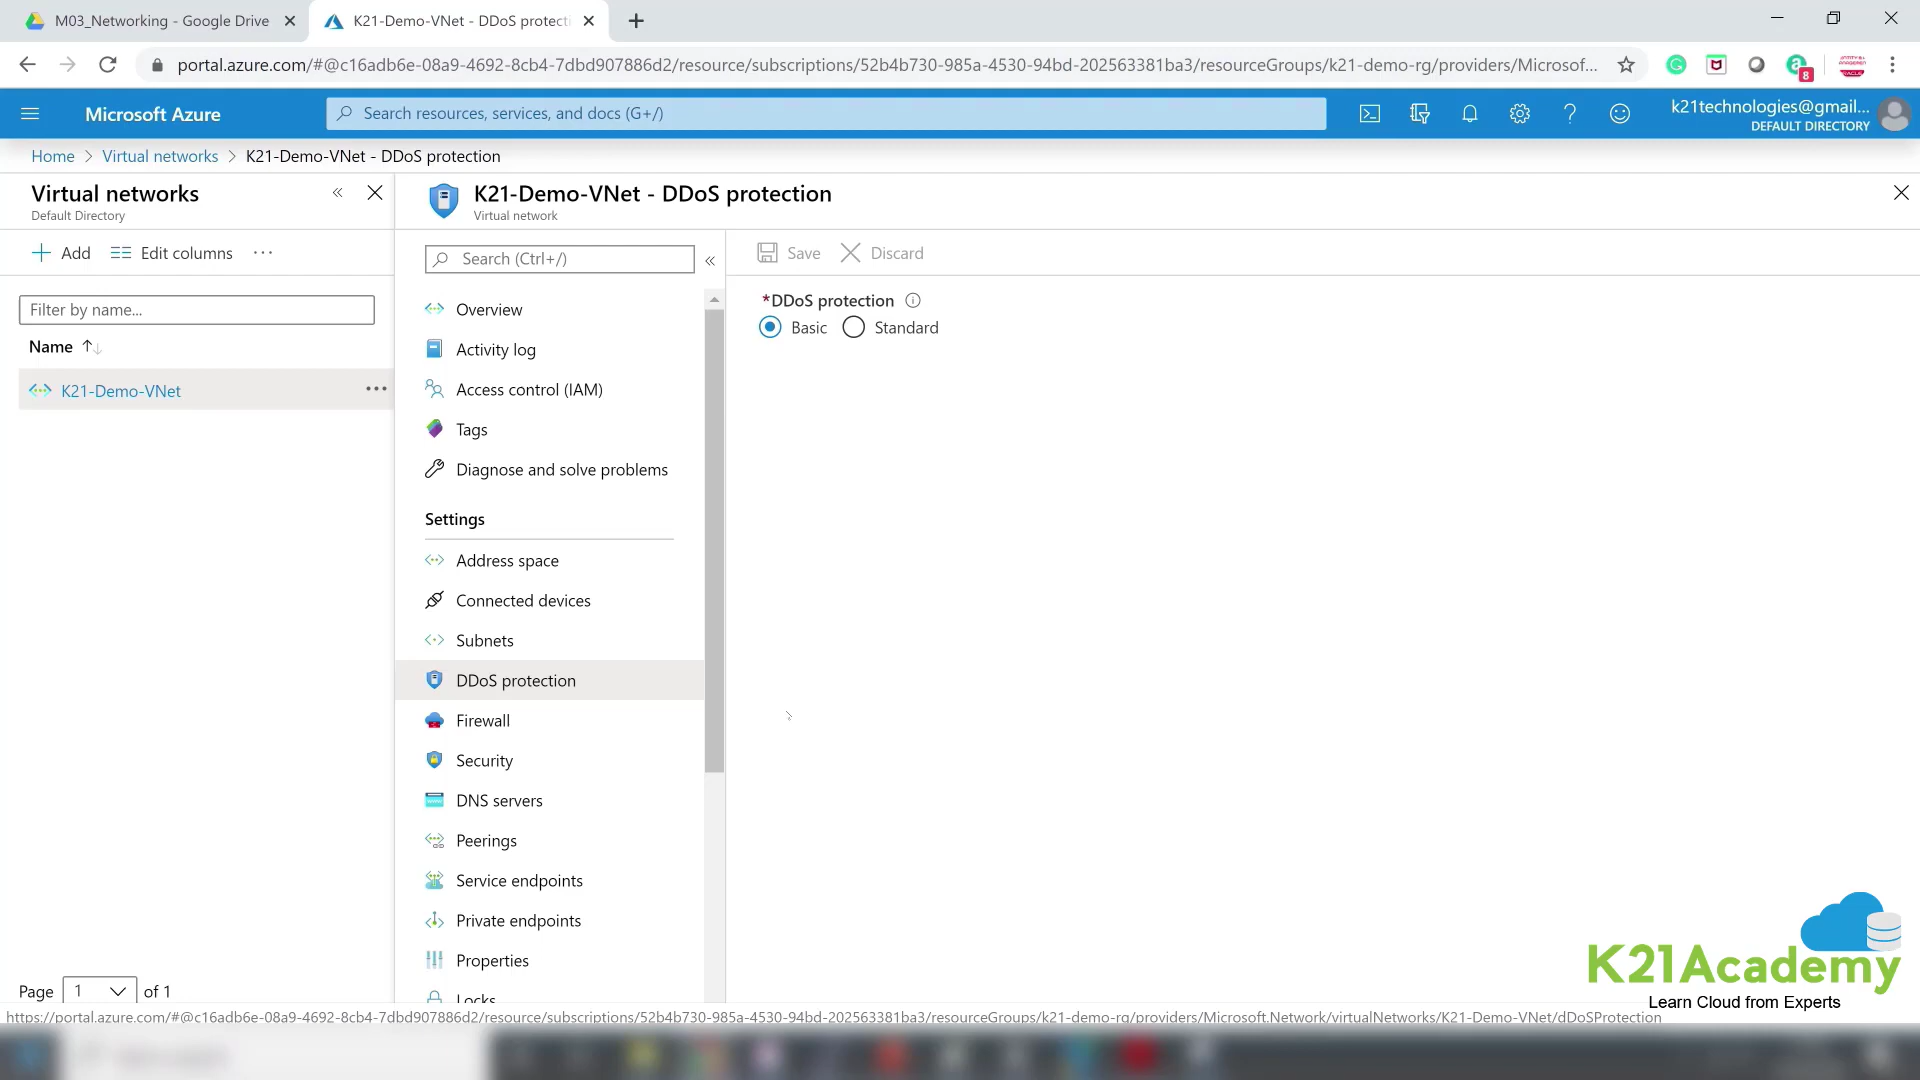 M03_Networking - Google Drive
K21-Demo-VNet - DDoS protecti
portal.azure.com/#@c16adb6e-08a9-4692-8cb4-7dbd907886d2/resource/subscriptions/52b4b730-985a-4530-94bd-202563381ba3/resourceGroups/k21-demo-rg/providers/Microsof...
8
Microsoft Azure
Search resources, services, and docs (G+/)
k21technologies@gmail...
DEFAULT DIRECTORY
Home > Virtual networks > K21-Demo-VNet - DDoS protection
Virtual networks
Default Directory
K21-Demo-VNet - DDoS protection
Virtual network
Add
Edit columns
Filter by name...
Name
K21-Demo-VNet
Page 1 of 1
Search (Ctrl+/)
Overview
Activity log
Access control (IAM)
Tags
Diagnose and solve problems
Settings
Address space
Connected devices
Subnets
DDoS protection
Firewall
Security
DNS servers
Peerings
Service endpoints
Private endpoints
Properties
Locks
Save
Discard
*DDoS protection
Basic
Standard
K21Academy
Learn Cloud from Experts
https://portal.azure.com/#@c16adb6e-08a9-4692-8cb4-7dbd907886d2/resource/subscriptions/52b4b730-985a-4530-94bd-202563381ba3/resourceGroups/k21-demo-rg/providers/Microsoft.Network/virtualNetworks/K21-Demo-VNet/dDoSProtection